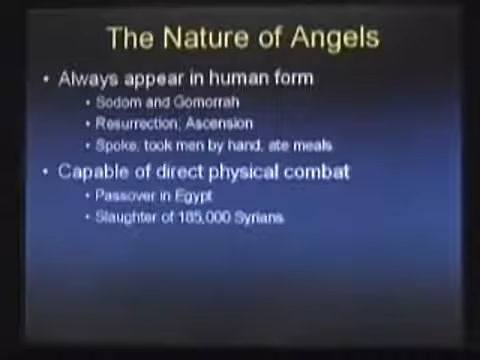 The Nature of Angels
• Always appear in human form
• Sodom and Gomorrah
• Resurrection, Ascension
• Spoke, took men by hand, ate meals
• Capable of direct physical combat
• Passover in Egypt
• Slaughter of 185,000 Syrians